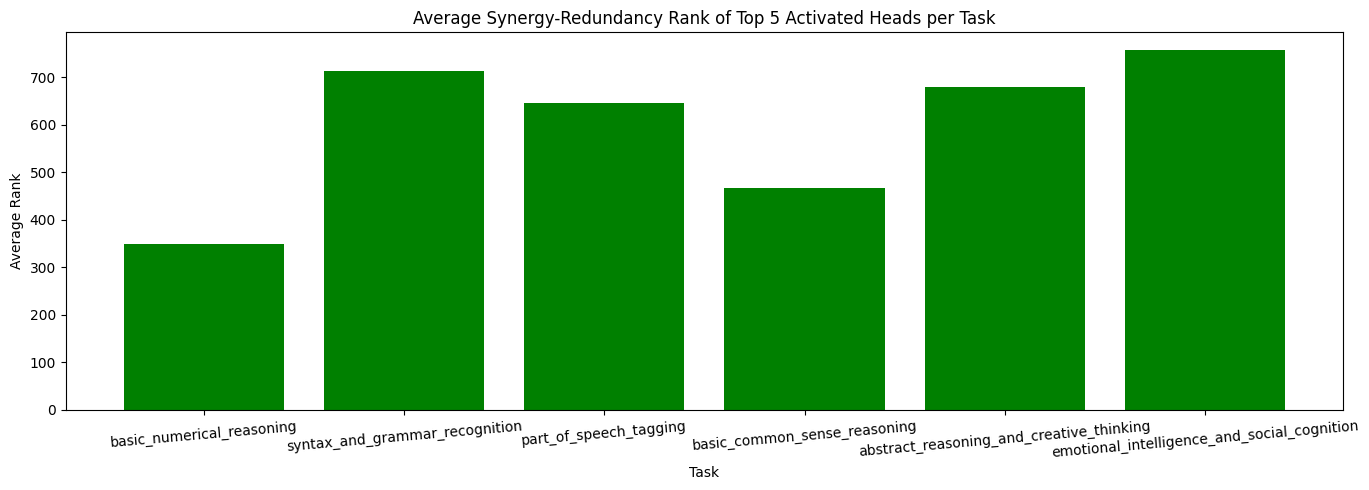 Average Synergy-Redundancy Rank of Top 5 Activated Heads per Task
700
600
500
400
300
200
100
0
Average Rank
basic_numerical_reasoning
syntax_and_grammar_recognition
part_of_speech_tagging
basic_common_sense_reasoning
abstract_reasoning_and_creative_thinking
emotional_intelligence_and_social_cognition
Task